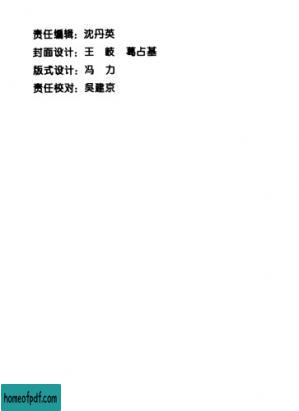 责任编辑：沈丹英
封面设计：王　岐　葛占基
版式设计：冯　力
责任校对：吴建京
homeofpdf.com